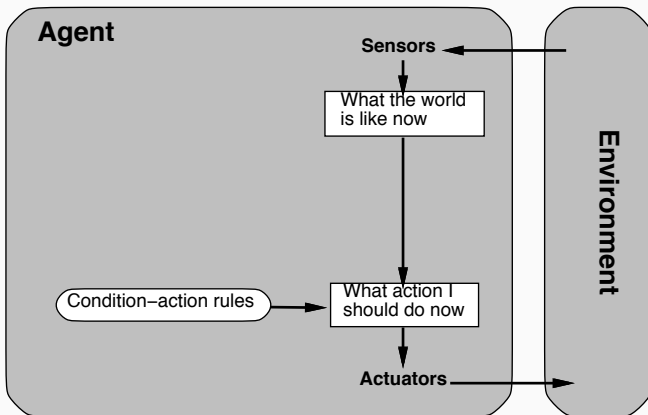 Agent
Sensors
What the world
is like now
Environment
Condition–action rules
What action I
should do now
Actuators